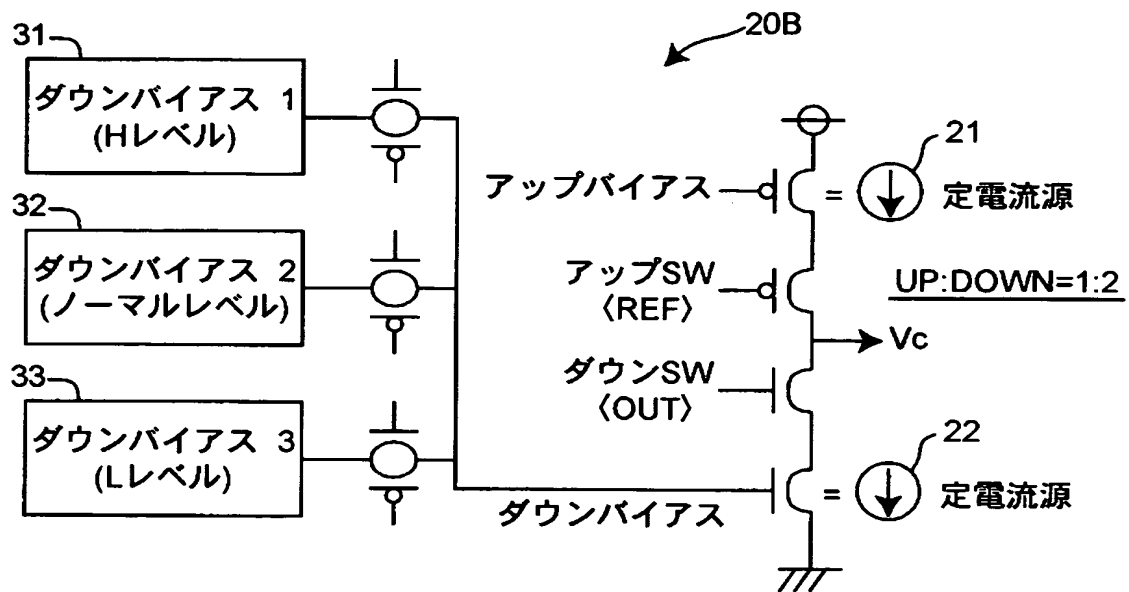 20B
31
ダウンバイアス 1
(Hレベル)
32
ダウンバイアス 2
(ノーマルレベル)
33
ダウンバイアス 3
(Lレベル)
アップバイアス
=
21
定電流源
アップSW
〈REF〉
UP:DOWN=1:2
Vc
ダウンSW
〈OUT〉
22
ダウンバイアス
=
定電流源